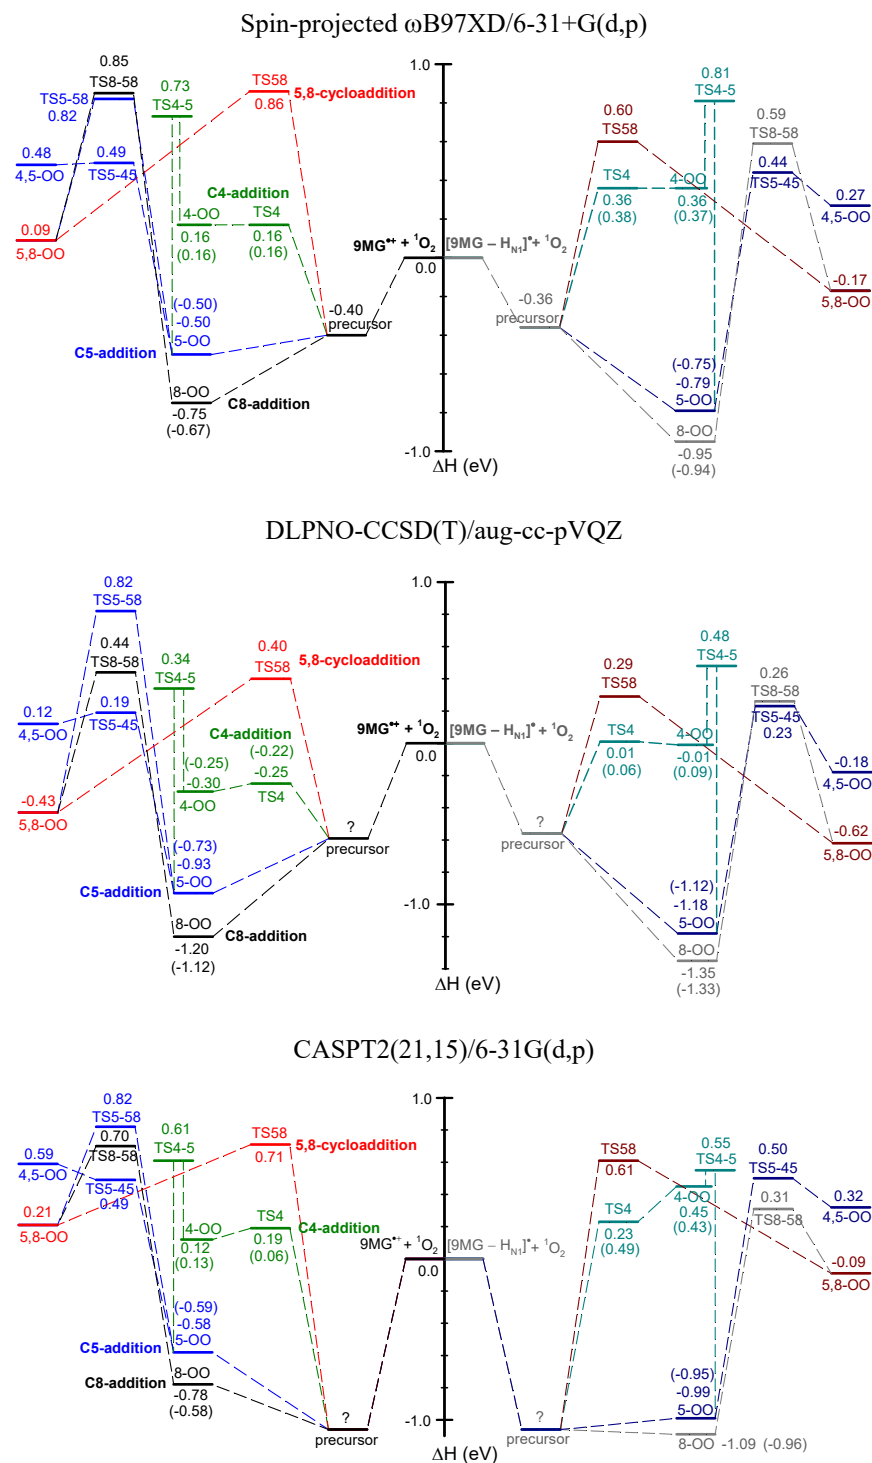 Spin-projected ωB97XD/6-31+G(d,p)
0.85
TS8-58
TS5-58
0.82
0.73
TS4-5
TS58
0.86
5,8-cycloaddition
0.48
4,5-OO
0.49
TS5-45
C4-addition
4-OO
0.16
(0.16)
TS4
0.16
(0.16)
0.09
5,8-OO
(-0.50)
-0.50
5-OO
C5-addition
8-OO
-0.75
(-0.67)
C8-addition
-0.40
precursor
9MG•+ + ¹O₂
[9MG – H_N1]• + ¹O₂
1.0
0.0
-1.0
ΔH (eV)
-0.36
precursor
0.60
TS58
TS4
0.36
(0.38)
4-OO
0.36
(0.37)
0.81
TS4-5
0.59
TS8-58
0.44
TS5-45
0.27
4,5-OO
-0.17
5,8-OO
(-0.75)
-0.79
5-OO
8-OO
-0.95
(-0.94)
DLPNO-CCSD(T)/aug-cc-pVQZ
0.82
TS5-58
0.44
TS8-58
0.34
TS4-5
0.40
TS58
5,8-cycloaddition
0.12
4,5-OO
0.19
TS5-45
C4-addition
(-0.25)
-0.30
4-OO
(-0.22)
-0.25
TS4
-0.43
5,8-OO
(-0.73)
-0.93
5-OO
C5-addition
8-OO
-1.20
(-1.12)
C8-addition
?
precursor
9MG•+ + ¹O₂
[9MG – H_N1]• + ¹O₂
1.0
0.0
-1.0
ΔH (eV)
?
precursor
0.29
TS58
TS4
0.01
(0.06)
4-OO
-0.01
(0.09)
0.48
TS4-5
0.26
TS8-58
TS5-45
0.23
-0.18
4,5-OO
-0.62
5,8-OO
(-1.12)
-1.18
5-OO
8-OO
-1.35
(-1.33)
CASPT2(21,15)/6-31G(d,p)
0.82
TS5-58
0.70
TS8-58
0.61
TS4-5
TS58
0.71
5,8-cycloaddition
0.59
4,5-OO
TS5-45
0.49
0.21
5,8-OO
4-OO
0.12
(0.13)
TS4
0.19
(0.06)
C4-addition
(-0.59)
-0.58
5-OO
C5-addition
8-OO
-0.78
(-0.58)
C8-addition
?
precursor
9MG•+ + ¹O₂
[9MG – H_N1]• + ¹O₂
1.0
0.0
-1.0
ΔH (eV)
?
precursor
TS58
0.61
TS4
0.23
(0.49)
4-OO
0.45
(0.43)
0.55
TS4-5
0.50
TS5-45
0.31
TS8-58
0.32
4,5-OO
-0.09
5,8-OO
(-0.95)
-0.99
5-OO
8-OO -1.09 (-0.96)